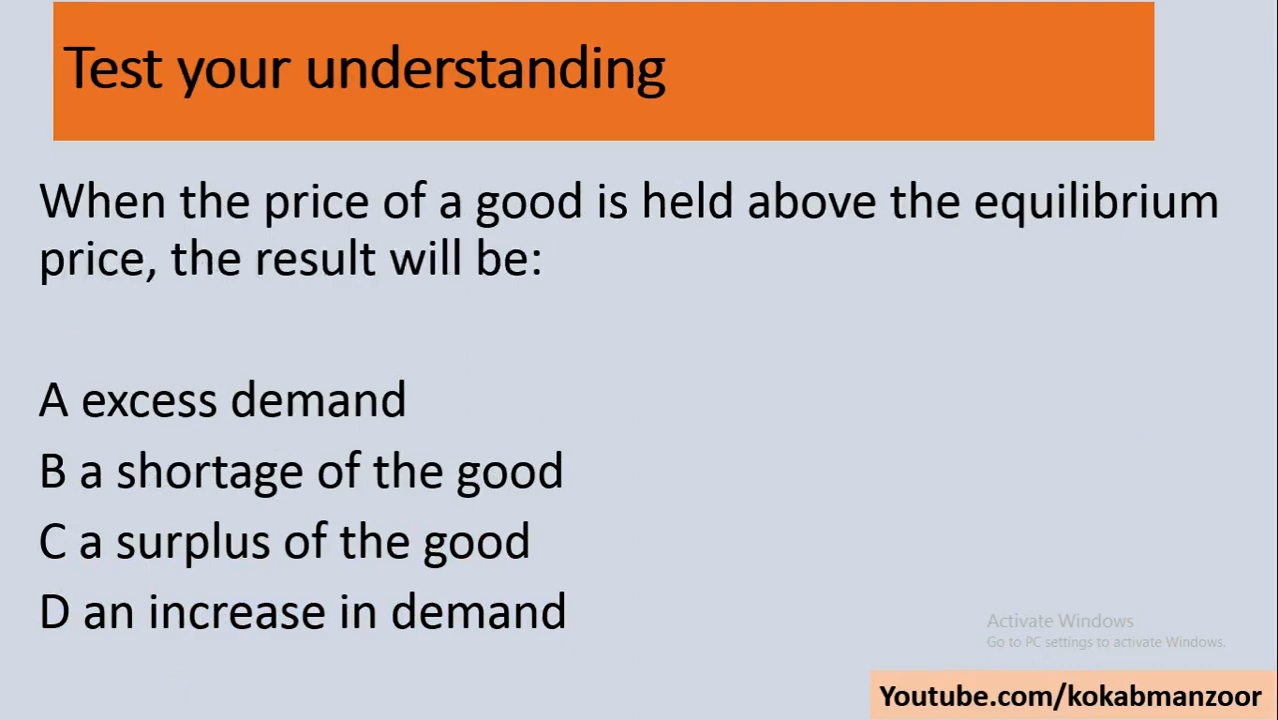 Test your understanding
When the price of a good is held above the equilibrium
price, the result will be:
A excess demand
B a shortage of the good
C a surplus of the good
D an increase in demand
Activate Windows
Go to PC settings to activate Windows.
Youtube.com/kokabmanzoor